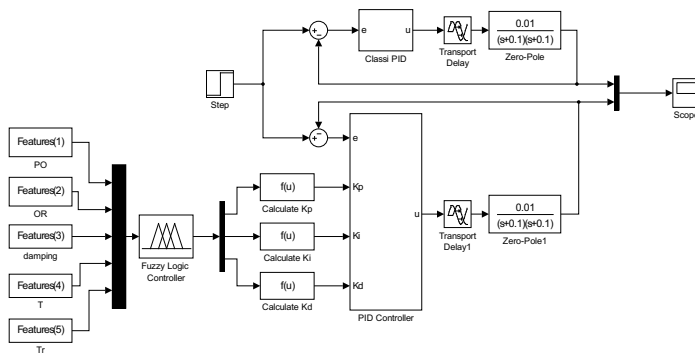 e
u
Classi PID
Transport
Delay
0.01
(s+0.1)(s+0.1)
Zero-Pole
Step
Scope
Features(1)
PO
Features(2)
OR
Features(3)
damping
Features(4)
T
Features(5)
Tr
Fuzzy Logic
Controller
f(u)
Calculate Kp
f(u)
Calculate Ki
f(u)
Calculate Kd
e
Kp
Ki
Kd
u
PID Controller
Transport
Delay1
0.01
(s+0.1)(s+0.1)
Zero-Pole1